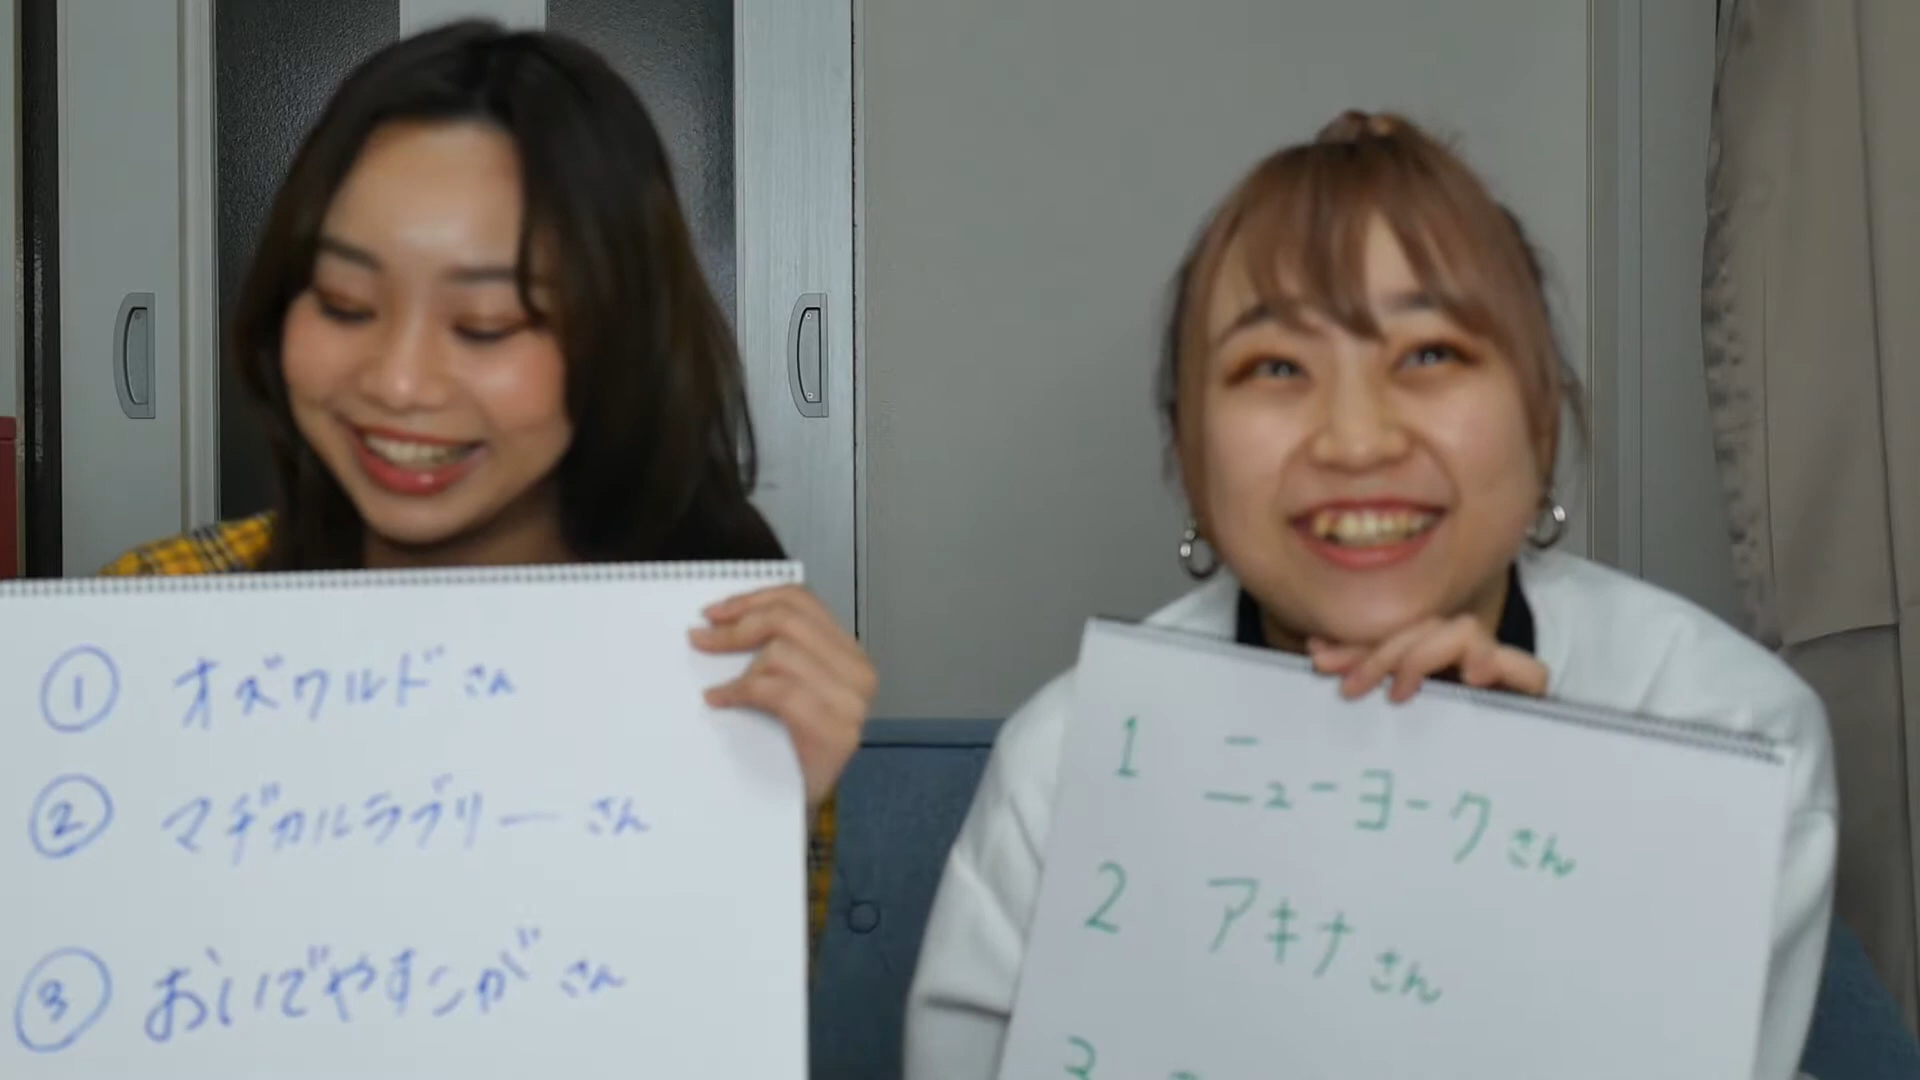 ① オズワルドさん
② マヂカルラブリーさん
③ おいでやすこがさん
1 ニューヨークさん
2 アキナさん
3